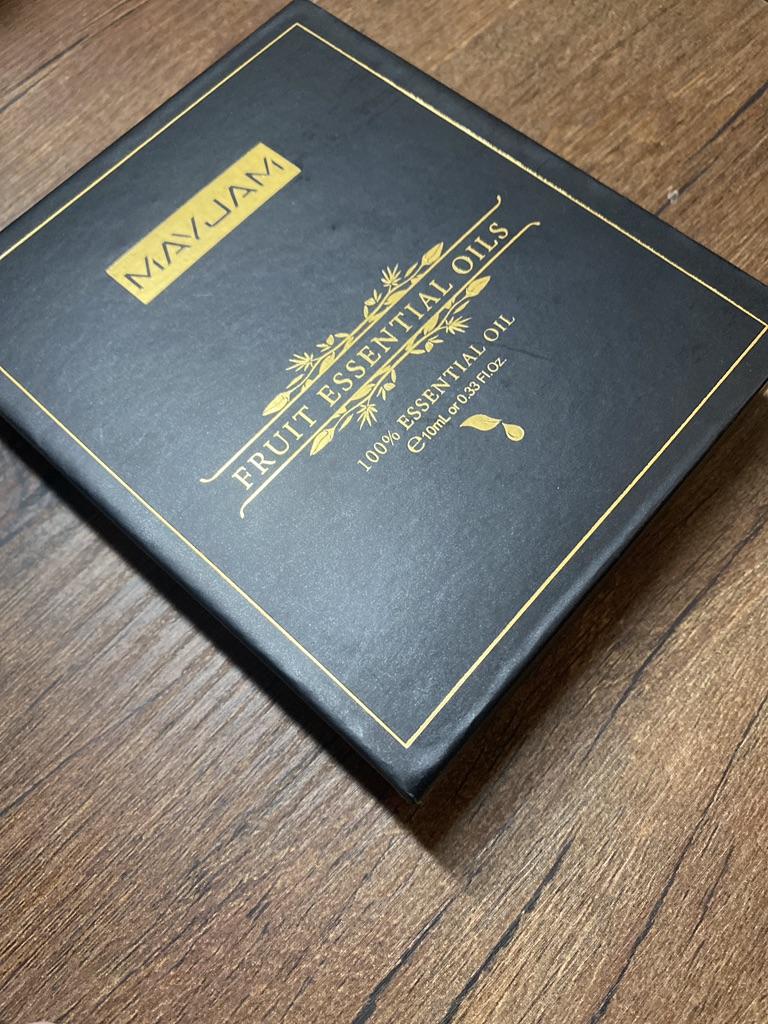 MAYJAM
FRUIT ESSENTIAL OILS
100% ESSENTIAL OIL
℮10mL or 0.33 Fl.Oz.